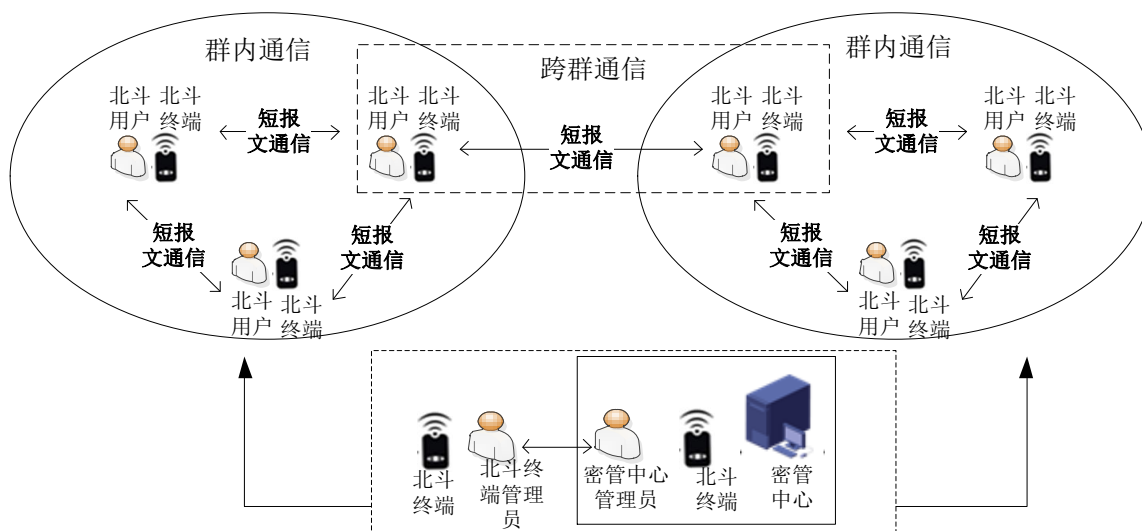 群内通信
跨群通信
群内通信
北斗
用户
北斗
终端
短报
文通信
北斗
用户
北斗
终端
短报
文通信
北斗
用户
北斗
终端
短报
文通信
北斗
用户
北斗
终端
短报
文通信
短报
文通信
短报
文通信
短报
文通信
北斗
用户
北斗
终端
北斗
用户
北斗
终端
北斗
终端
北斗终
端管理
员
密管中心
管理员
北斗
终端
密管
中心